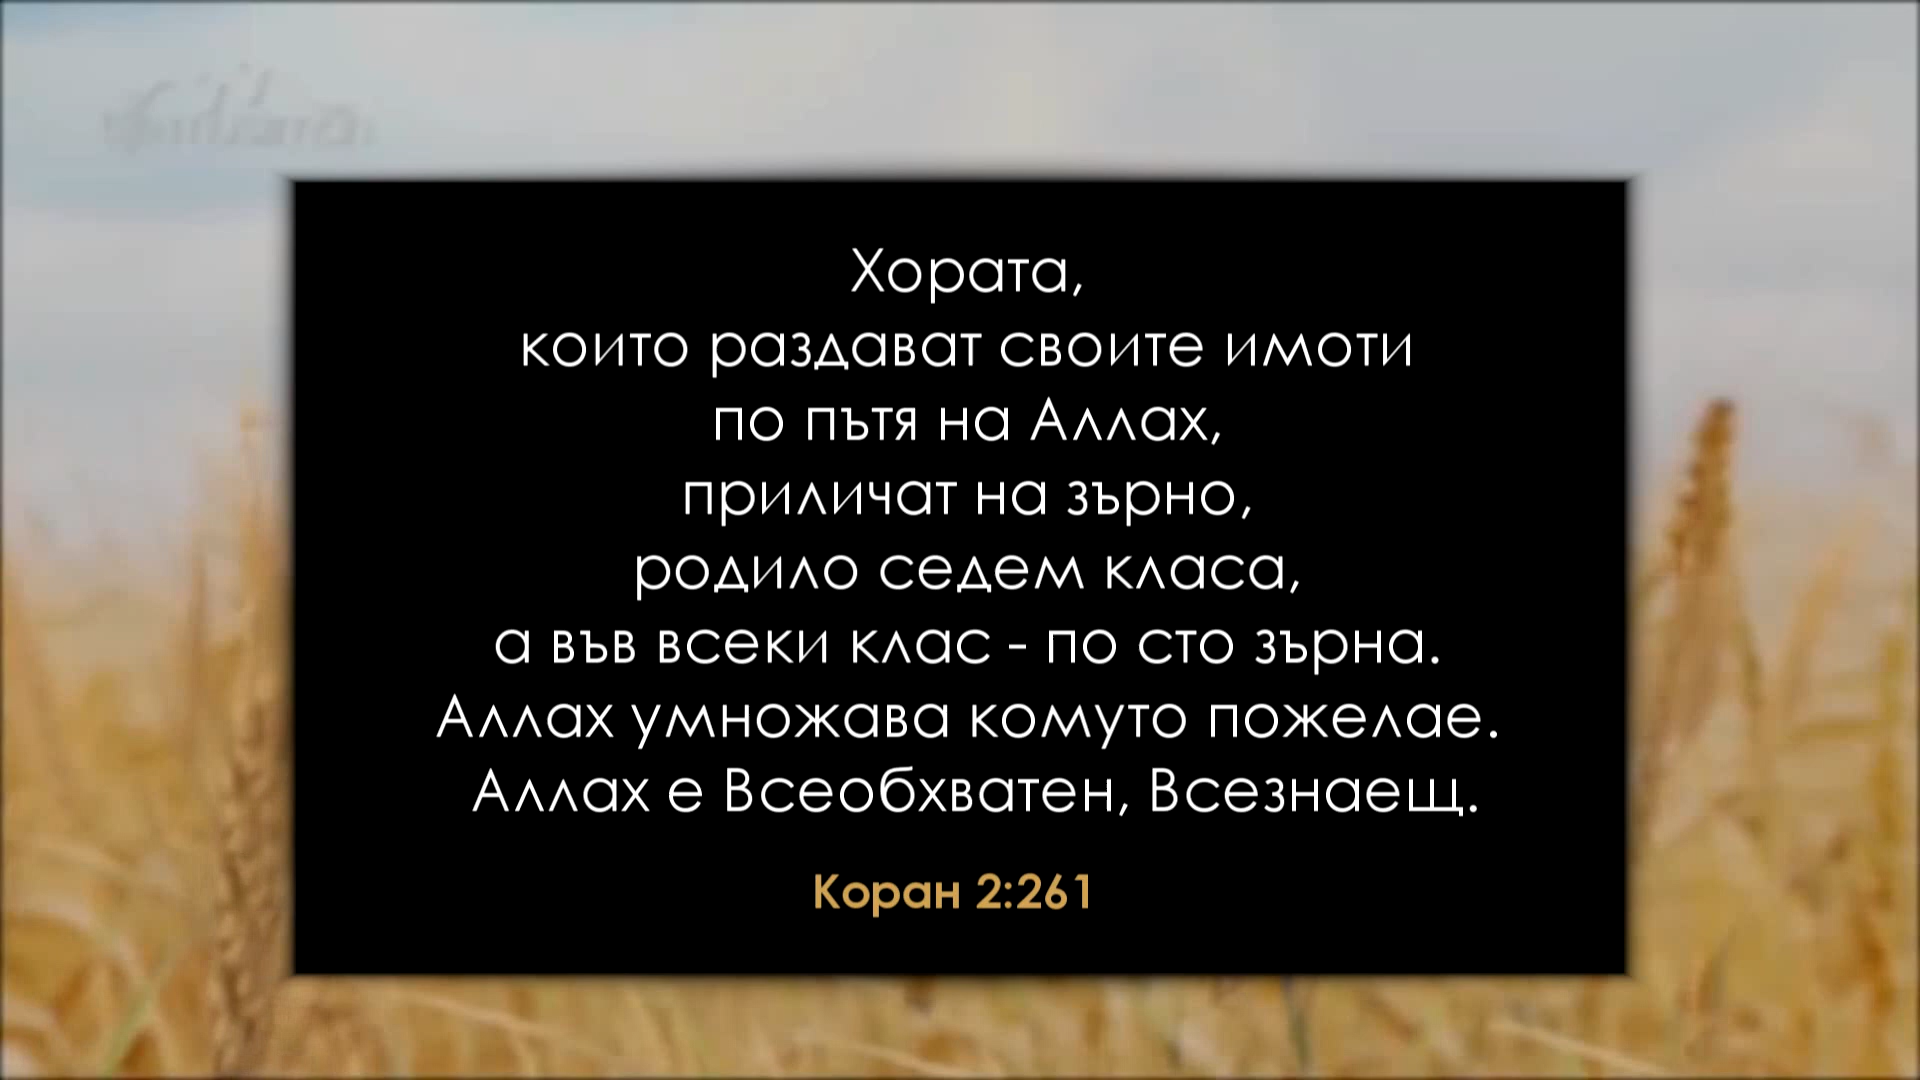 Хората,
които раздават своите имоти
по пътя на Аллах,
приличат на зърно,
родило седем класа,
а във всеки клас - по сто зърна.
Аллах умножава комуто пожелае.
Аллах е Всеобхватен, Всезнаещ.
Коран 2:261